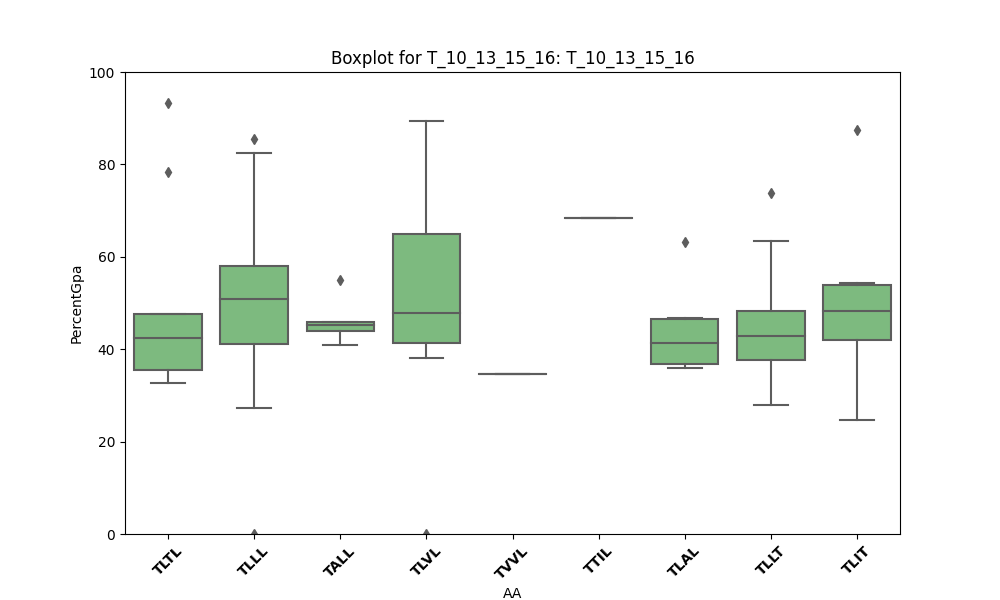 Boxplot for T_10_13_15_16: T_10_13_15_16
100
80
60
40
20
0
PercentGpa
TLTL
TLLL
TALL
TLVL
TVVL
TTIL
TLAL
TLLT
TLIT
AA